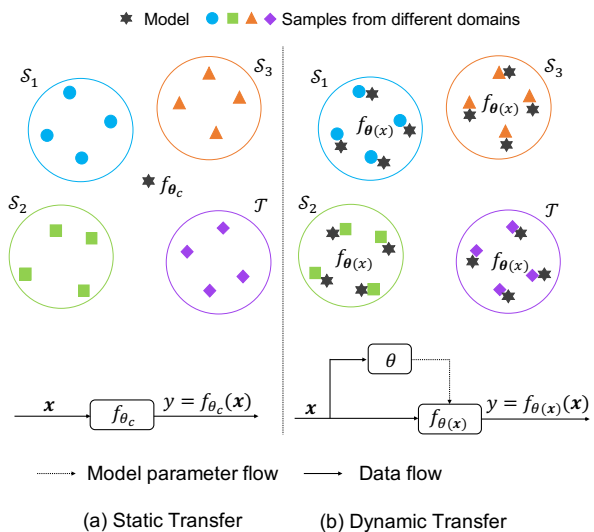 Model
Samples from different domains
𝒮₁
𝒮₃
f_θc
𝒮₂
𝒯
𝒮₁
𝒮₃
f_θ(x)
f_θ(x)
𝒮₂
𝒯
f_θ(x)
f_θ(x)
x
f_θc
y = f_θc(x)
θ
x
f_θ(x)
y = f_θ(x)(x)
Model parameter flow
Data flow
(a) Static Transfer
(b) Dynamic Transfer